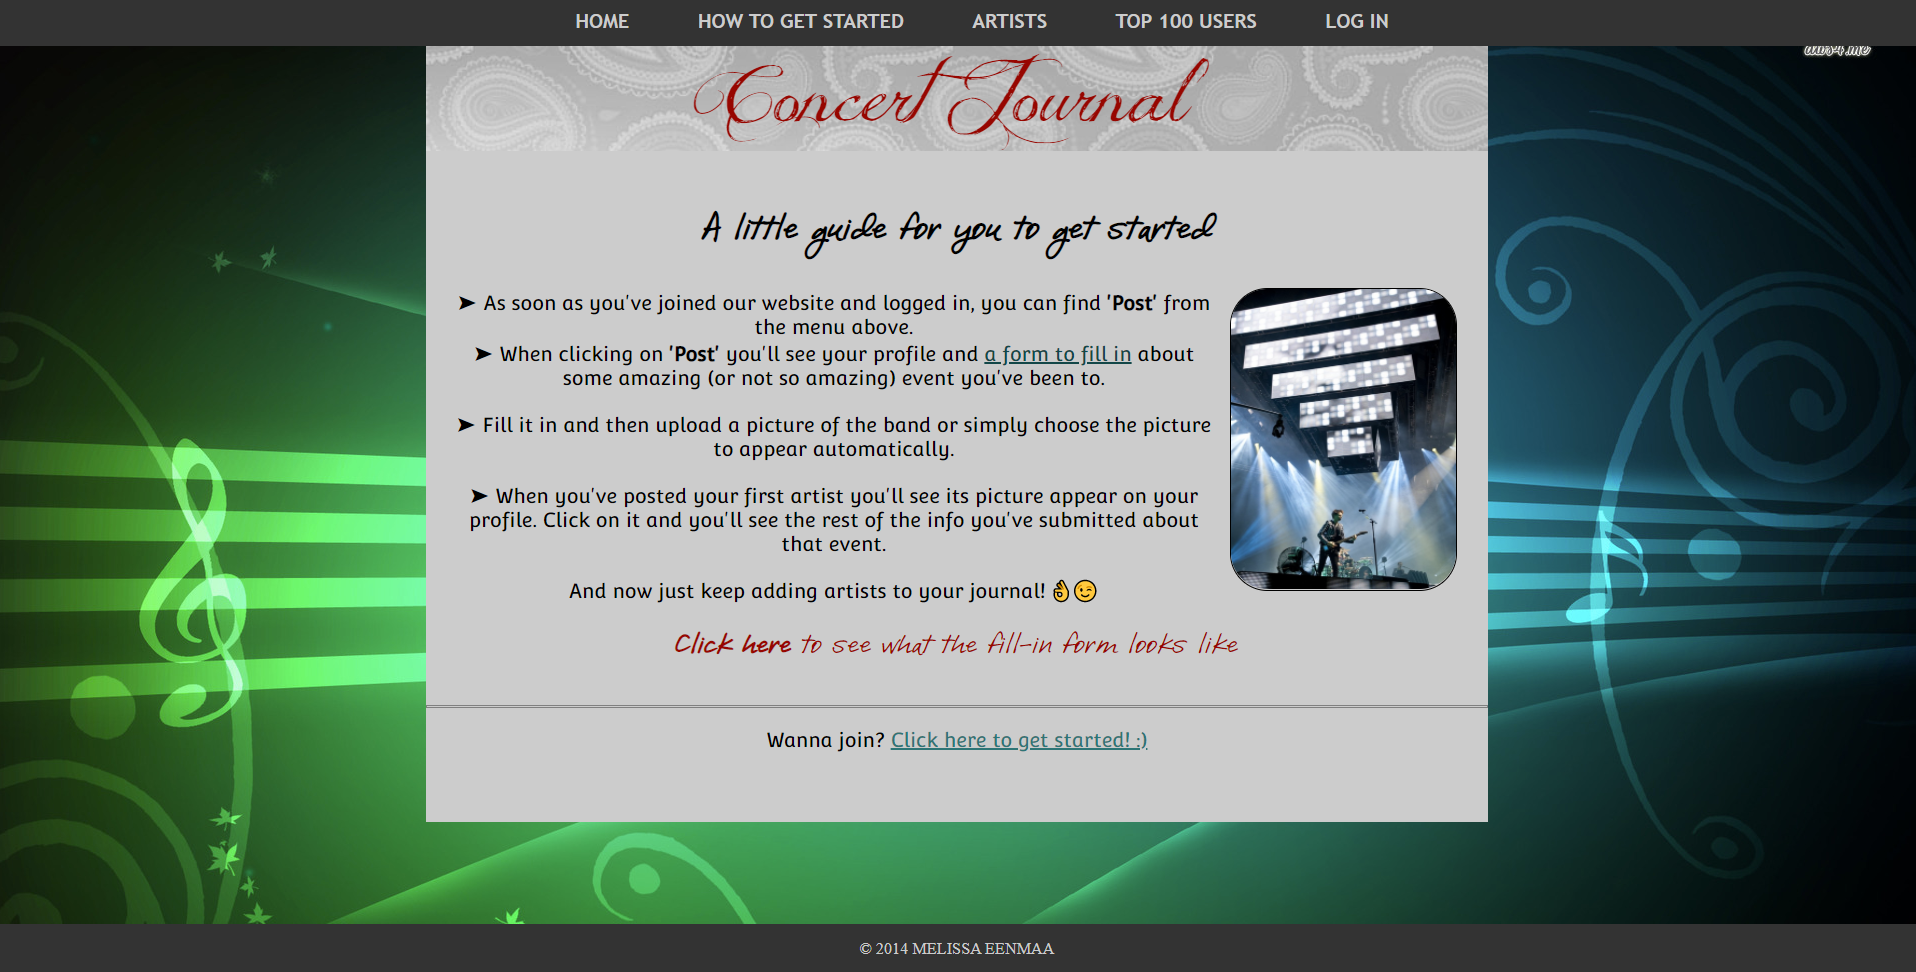 HOME HOW TO GET STARTED ARTISTS TOP 100 USERS LOG IN
Concert Journal
A little guide for you to get started
➤ As soon as you've joined our website and logged in, you can find 'Post' from
the menu above.
➤ When clicking on 'Post' you'll see your profile and a form to fill in about
some amazing (or not so amazing) event you've been to.
➤ Fill it in and then upload a picture of the band or simply choose the picture
to appear automatically.
➤ When you've posted your first artist you'll see its picture appear on your
profile. Click on it and you'll see the rest of the info you've submitted about
that event.
And now just keep adding artists to your journal! 👌😉
Click here to see what the fill-in form looks like
Wanna join? Click here to get started! :)
© 2014 MELISSA EENMAA